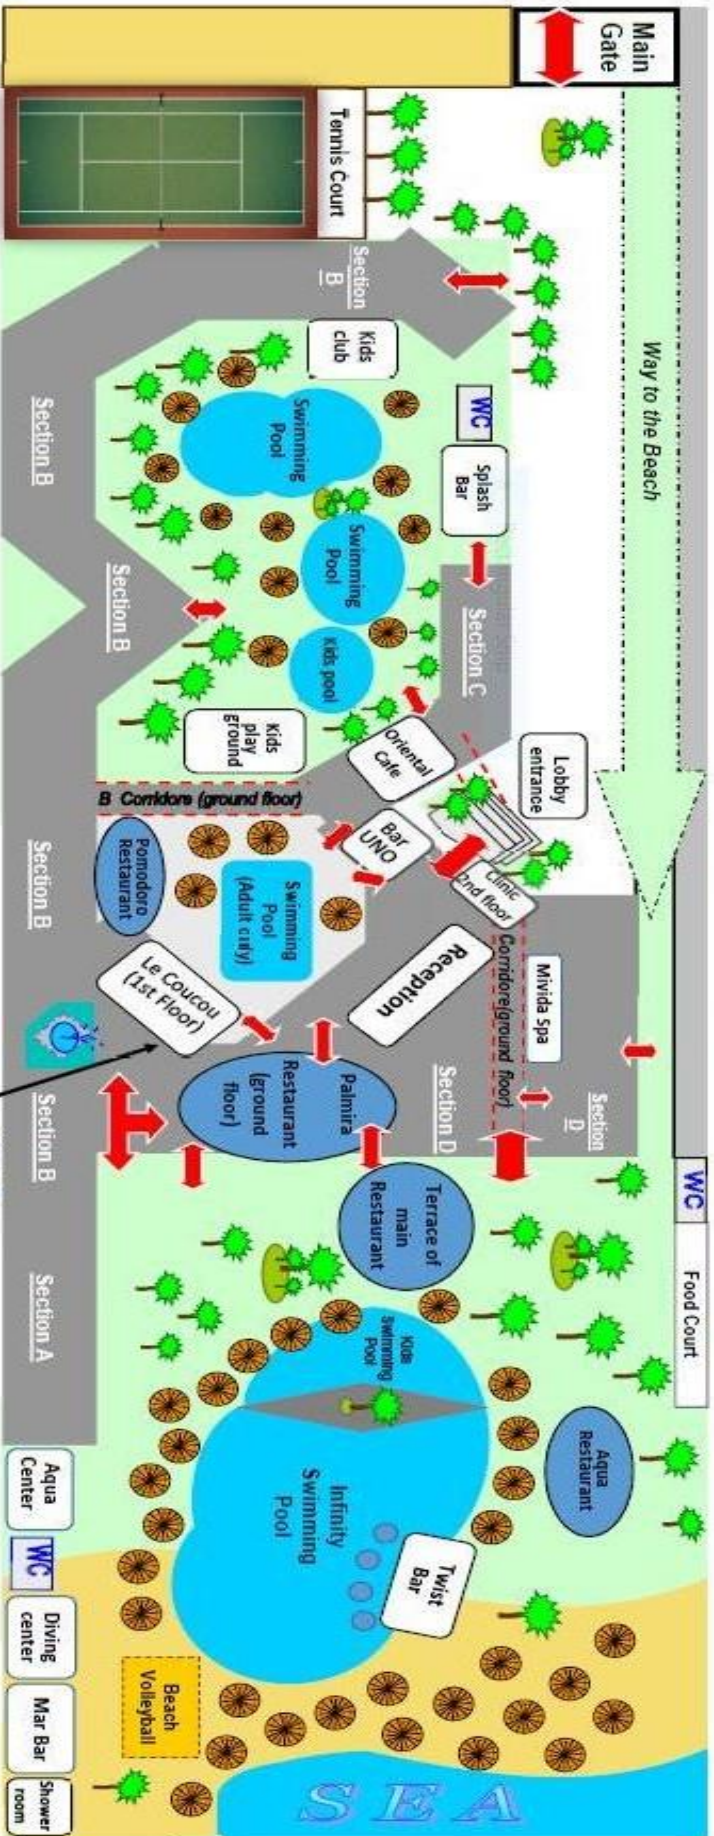 Main
Gate
Tennis Court
Way to the Beach
Section
B
Kids
club
WC
Splash
Bar
Swimming
Pool
Section B
Swimming
Pool
Section B
Kids pool
Section C
Kids
play
ground
Oriental
Cafe
Lobby
entrance
B Corridore (ground floor)
Bar
UNO
Clinic
2nd floor
Section B
Pomodoro
Restaurant
Swimming
Pool
(Adult only)
Le Coucou
(1st Floor)
Reception
Corridore(ground floor)
Mivida Spa
Section
D
Section D
Palmira
Restaurant
(ground
floor)
Section B
WC
Food Court
Terrace of
main
Restaurant
Section A
Kids
Swimming
Pool
Aqua
Restaurant
Infinity
Swimming
Pool
Twist
Bar
Aqua
Center
WC
Diving
center
Mar Bar
Shower
room
Beach
Volleyball
SEA